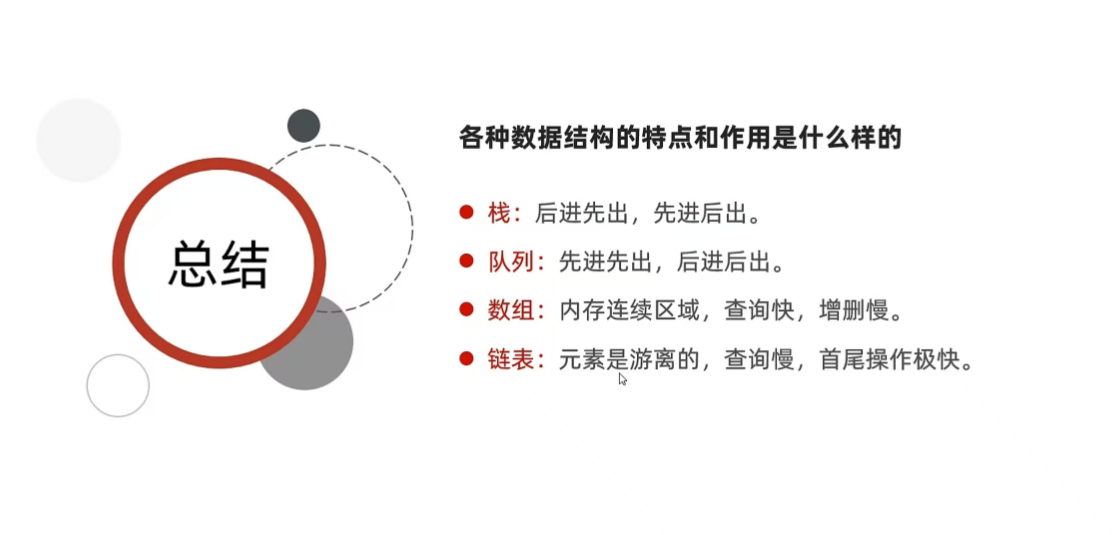 总结
各种数据结构的特点和作用是什么样的
栈：后进先出，先进后出。
队列：先进先出，后进后出。
数组：内存连续区域，查询快，增删慢。
链表：元素是游离的，查询慢，首尾操作极快。